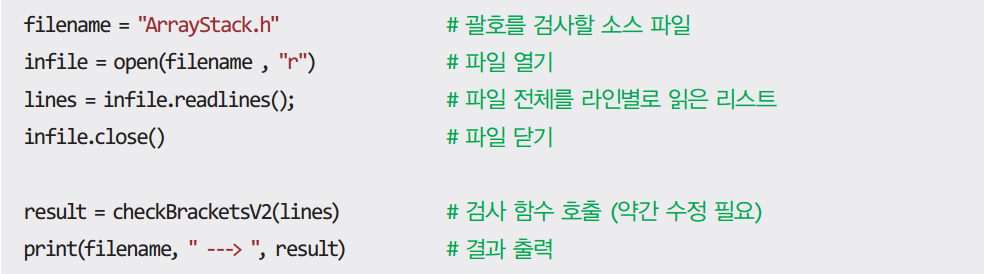 filename = "ArrayStack.h" # 괄호를 검사할 소스 파일
infile = open(filename , "r") # 파일 열기
lines = infile.readlines(); # 파일 전체를 라인별로 읽은 리스트
infile.close() # 파일 닫기
result = checkBracketsV2(lines) # 검사 함수 호출 (약간 수정 필요)
print(filename, " ---> ", result) # 결과 출력